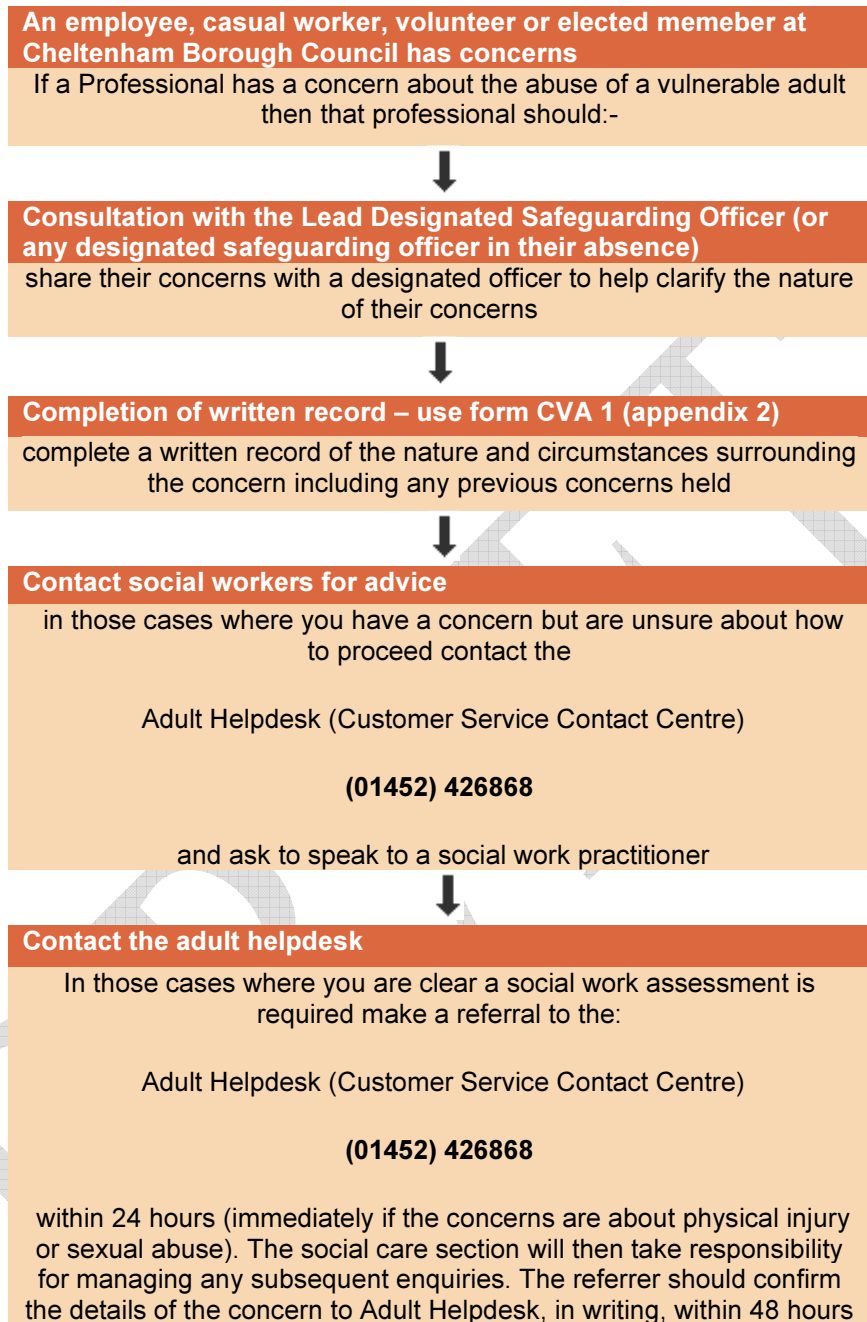 An employee, casual worker, volunteer or elected memeber at
Cheltenham Borough Council has concerns
If a Professional has a concern about the abuse of a vulnerable adult
then that professional should:-
Consultation with the Lead Designated Safeguarding Officer (or
any designated safeguarding officer in their absence)
share their concerns with a designated officer to help clarify the nature
of their concerns
Completion of written record – use form CVA 1 (appendix 2)
complete a written record of the nature and circumstances surrounding
the concern including any previous concerns held
Contact social workers for advice
in those cases where you have a concern but are unsure about how
to proceed contact the
Adult Helpdesk (Customer Service Contact Centre)
(01452) 426868
and ask to speak to a social work practitioner
Contact the adult helpdesk
In those cases where you are clear a social work assessment is
required make a referral to the:
Adult Helpdesk (Customer Service Contact Centre)
(01452) 426868
within 24 hours (immediately if the concerns are about physical injury
or sexual abuse). The social care section will then take responsibility
for managing any subsequent enquiries. The referrer should confirm
the details of the concern to Adult Helpdesk, in writing, within 48 hours